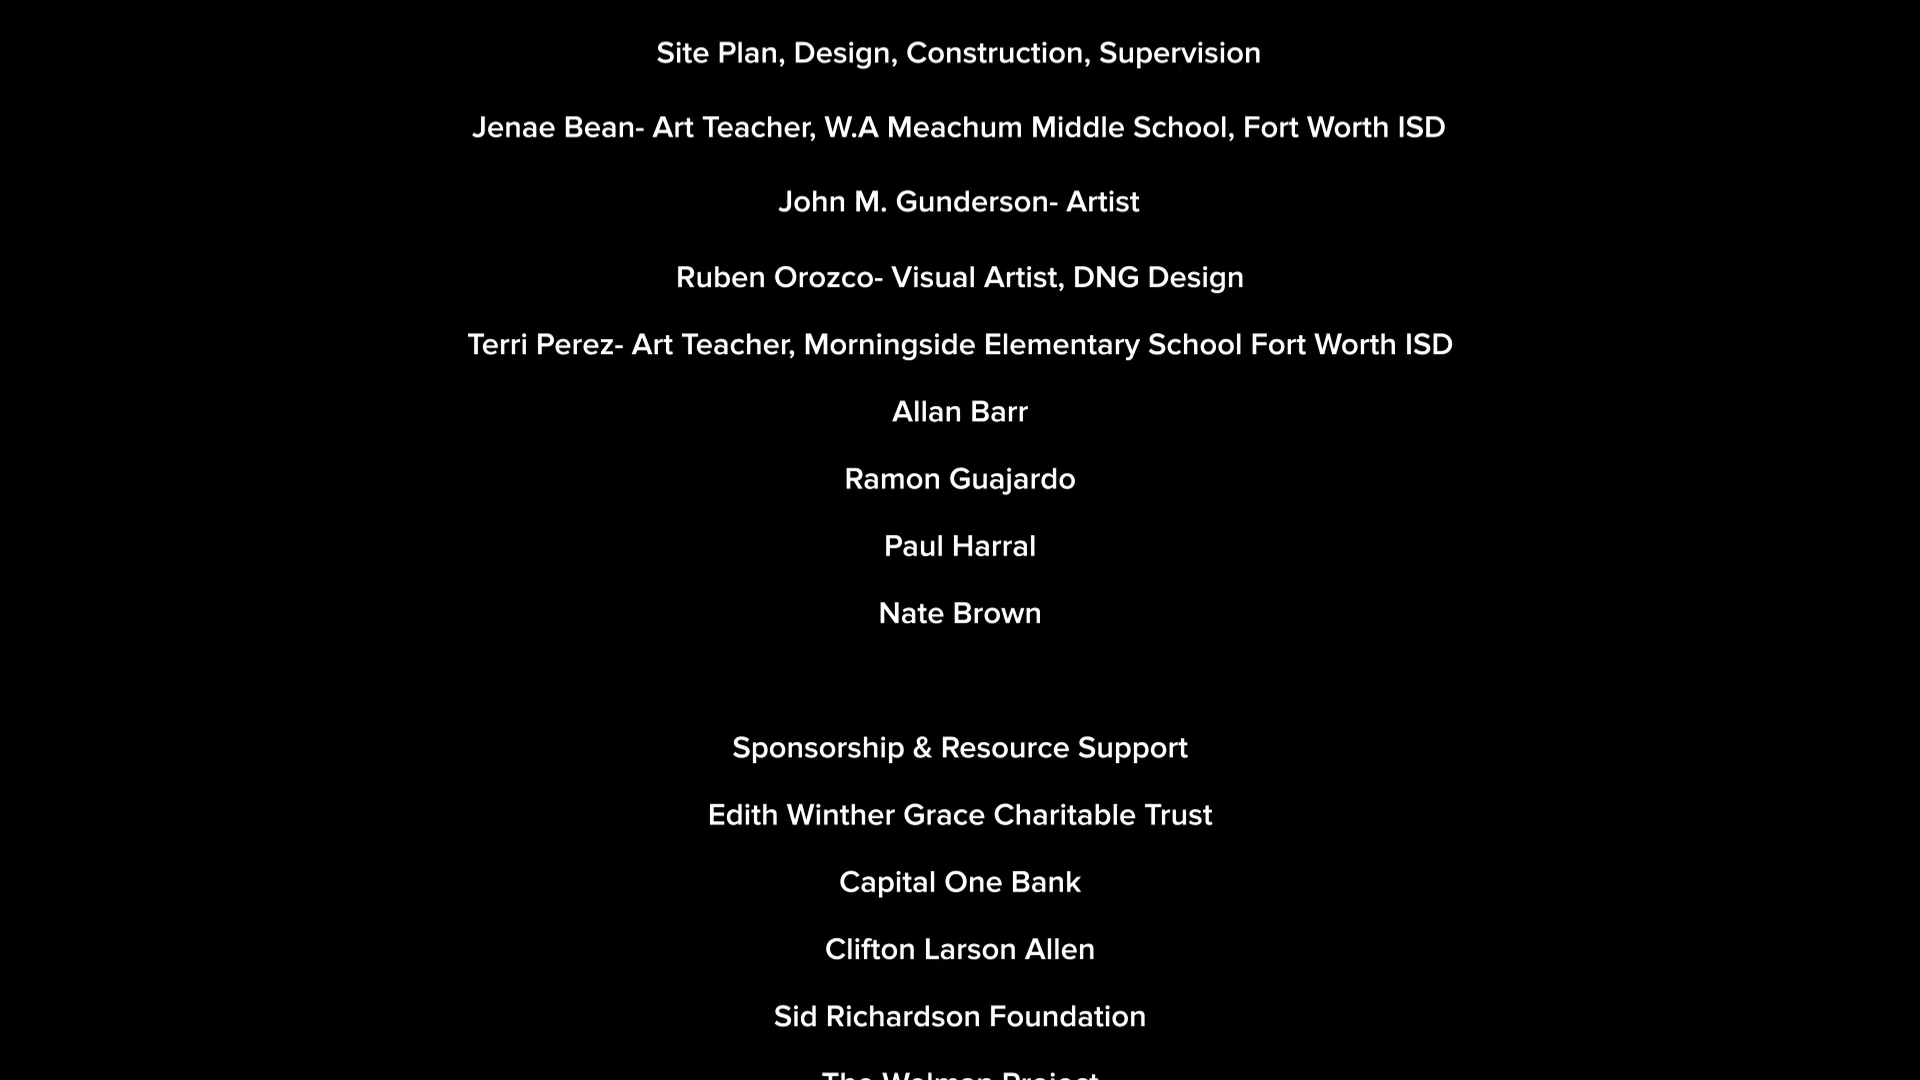 Site Plan, Design, Construction, Supervision
Jenae Bean- Art Teacher, W.A Meachum Middle School, Fort Worth ISD
John M. Gunderson- Artist
Ruben Orozco- Visual Artist, DNG Design
Terri Perez- Art Teacher, Morningside Elementary School Fort Worth ISD
Allan Barr
Ramon Guajardo
Paul Harral
Nate Brown
Sponsorship & Resource Support
Edith Winther Grace Charitable Trust
Capital One Bank
Clifton Larson Allen
Sid Richardson Foundation
The Welman Project